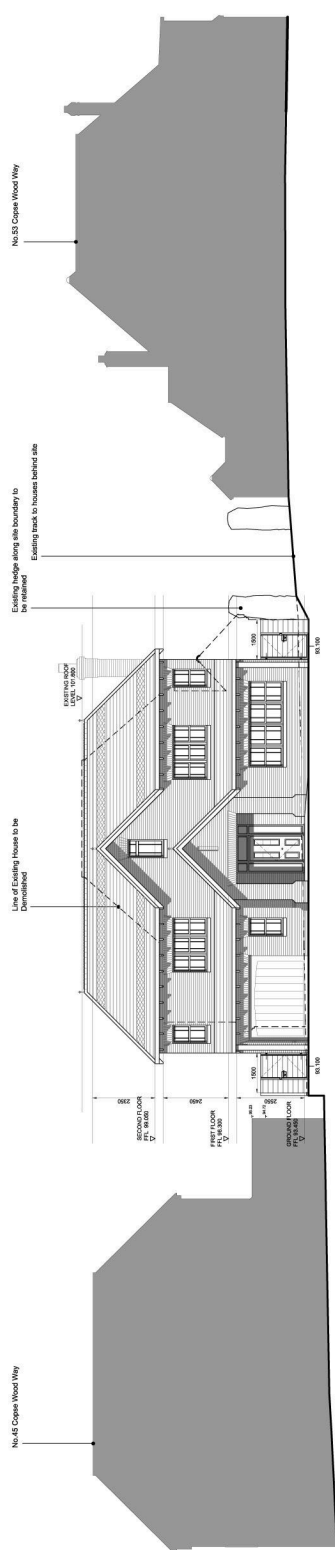 No.45 Copse Wood Way
Line of Existing House to be
Demolished
Existing hedge along site boundary to
be retained
Existing track to houses behind site
No.53 Copse Wood Way
EXISTING ROOF
LEVEL 101.800
2350
SECOND FLOOR
FFL 99.050
2450
FIRST FLOOR
FFL 96.300
2550
GROUND FLOOR
FFL 93.450
1500
93.100
1500
93.100